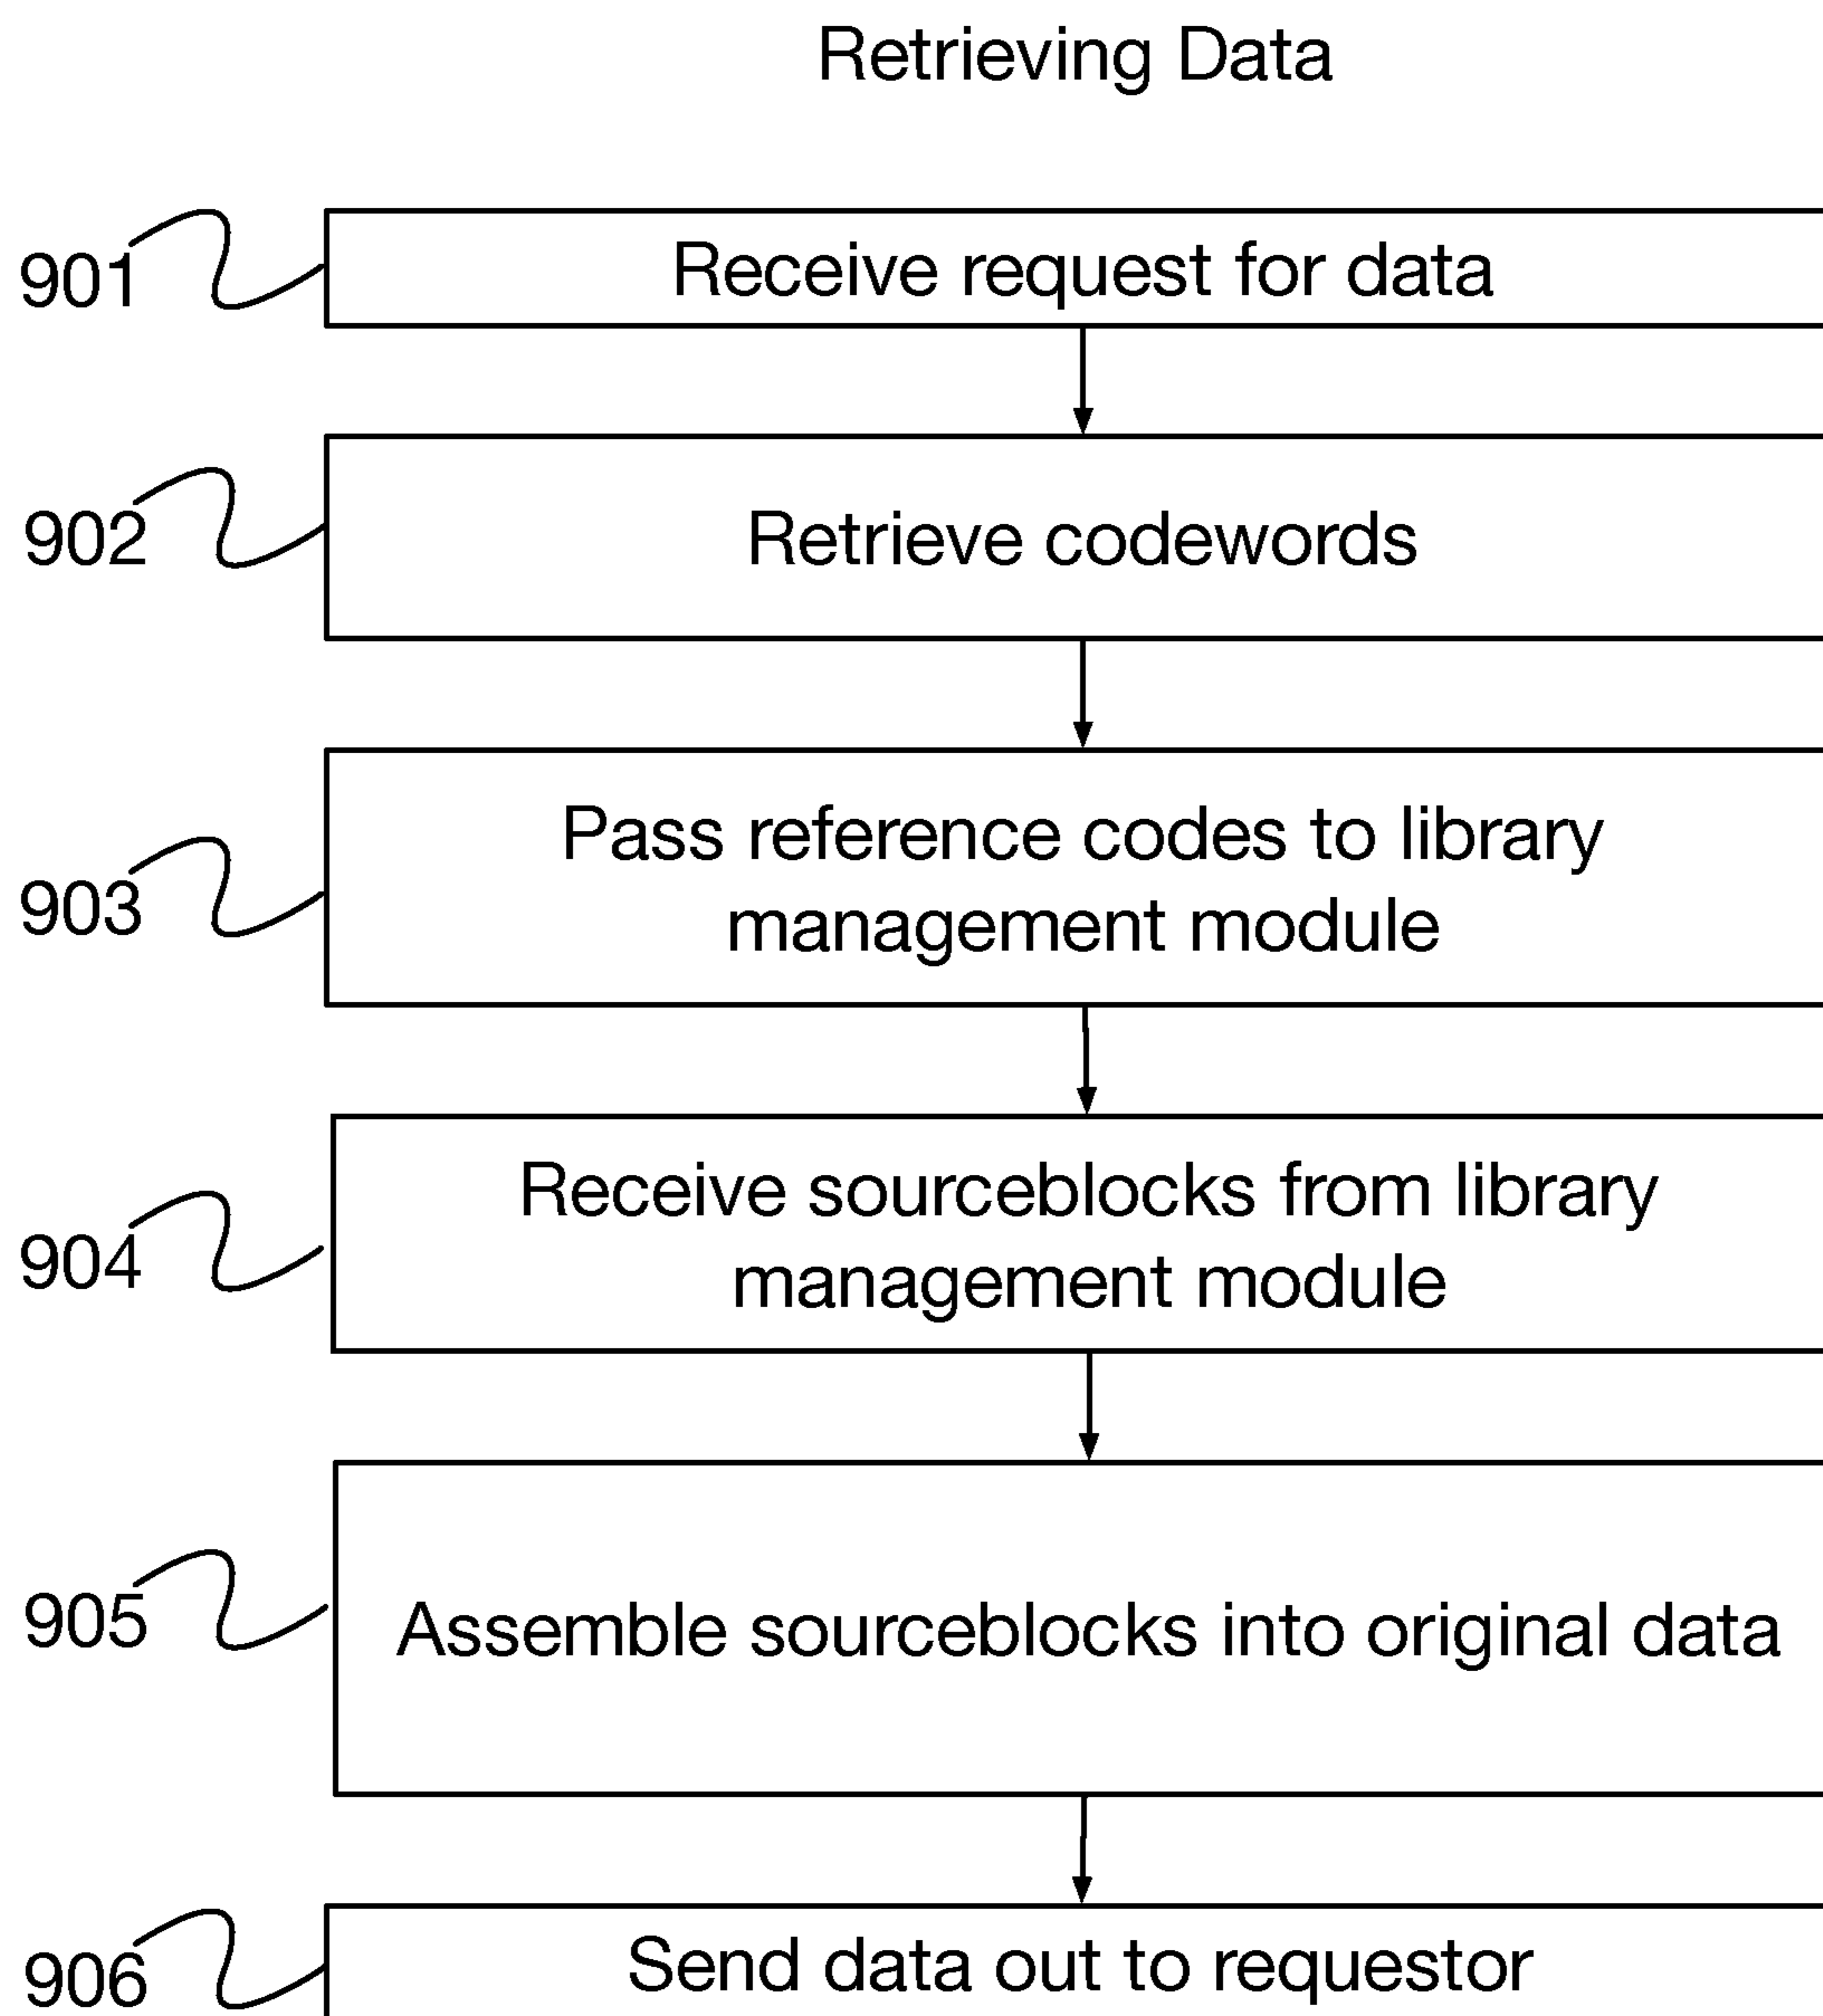 Retrieving Data
901
Receive request for data
902
Retrieve codewords
903
Pass reference codes to library
management module
904
Receive sourceblocks from library
management module
905
Assemble sourceblocks into original data
906
Send data out to requestor